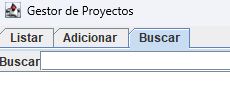 Gestor de Proyectos
Listar Adicionar Buscar
Buscar